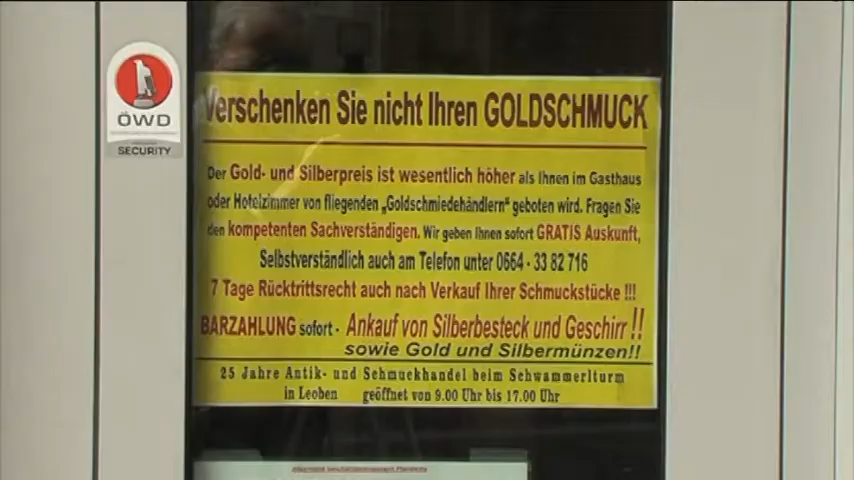 ÖWD
SECURITY
Verschenken Sie nicht Ihren GOLDSCHMUCK
Der Gold- und Silberpreis ist wesentlich höher als Ihnen im Gasthaus
oder Hotelzimmer von fliegenden „Goldschmiedehändlern" geboten wird. Fragen Sie
den kompetenten Sachverständigen. Wir geben Ihnen sofort GRATIS Auskunft,
Selbstverständlich auch am Telefon unter 0664 - 33 82 716
7 Tage Rücktrittsrecht auch nach Verkauf Ihrer Schmuckstücke !!!
BARZAHLUNG sofort - Ankauf von Silberbesteck und Geschirr !!
sowie Gold und Silbermünzen!!
25 Jahre Antik- und Schmuckhandel beim Schwammerlturm
in Leoben geöffnet von 9.00 Uhr bis 17.00 Uhr